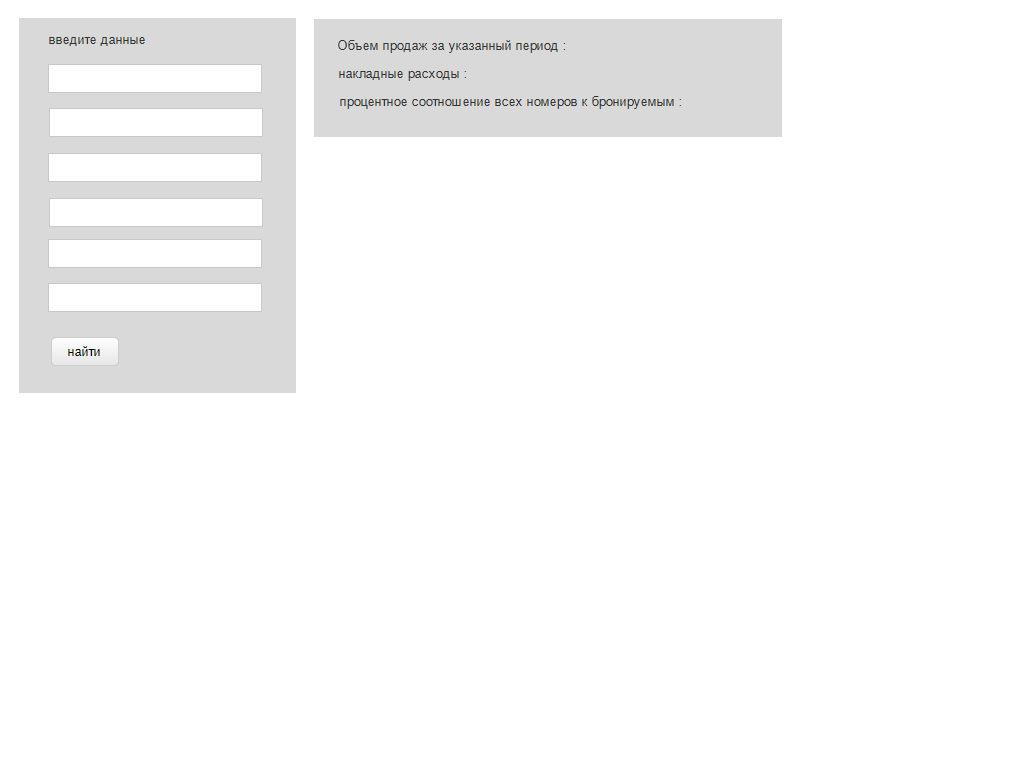 введите данные
найти
Объем продаж за указанный период :
накладные расходы :
процентное соотношение всех номеров к бронируемым :